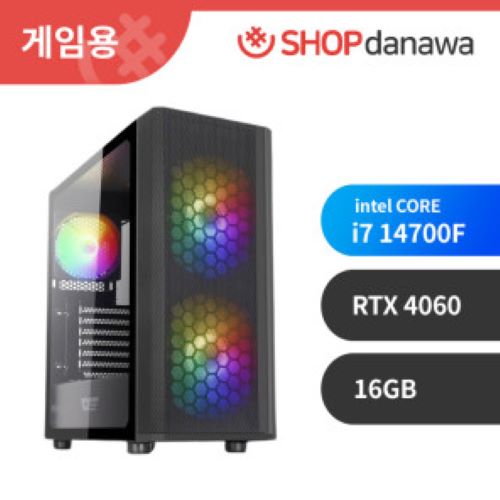 게임용
SHOPdanawa
intel CORE
i7 14700F
RTX 4060
16GB